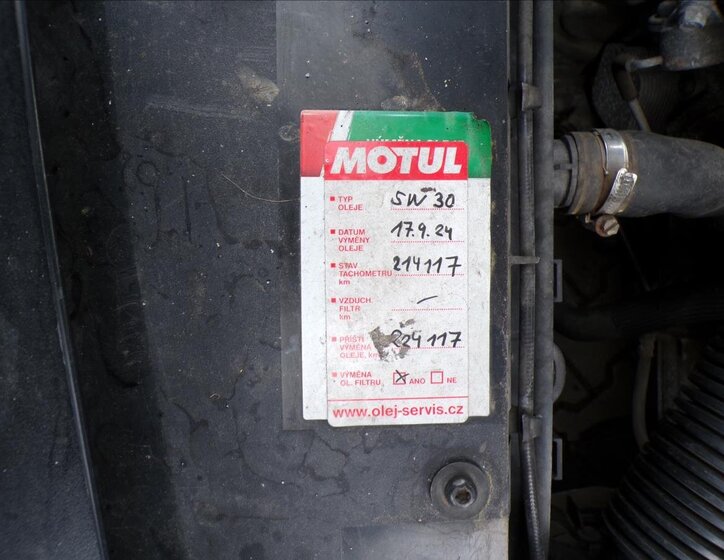 MOTUL
TYP OLEJE 5W 30
DATUM VÝMĚNY OLEJE 17.9.24
STAV TACHOMETRU km 214117
VZDUCH. FILTR km –
PŘÍŠTÍ VÝMĚNA OLEJE, km 224117
VÝMĚNA OL. FILTRU ☒ ANO ☐ NE
www.olej-servis.cz